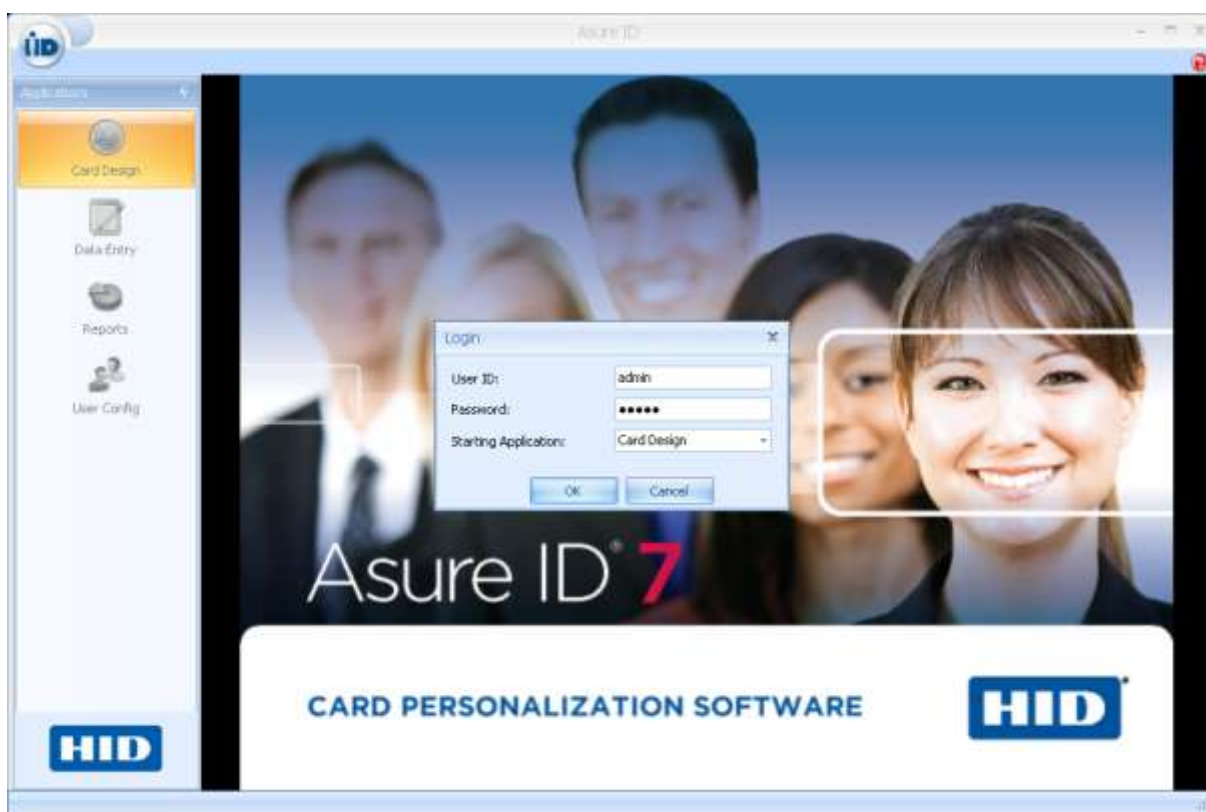 Asure ID
Applications
Card Design
Data Entry
Reports
User Config
HID
Login
User ID:
admin
Password:
•••••
Starting Application:
Card Design
OK
Cancel
Asure ID® 7
CARD PERSONALIZATION SOFTWARE
HID